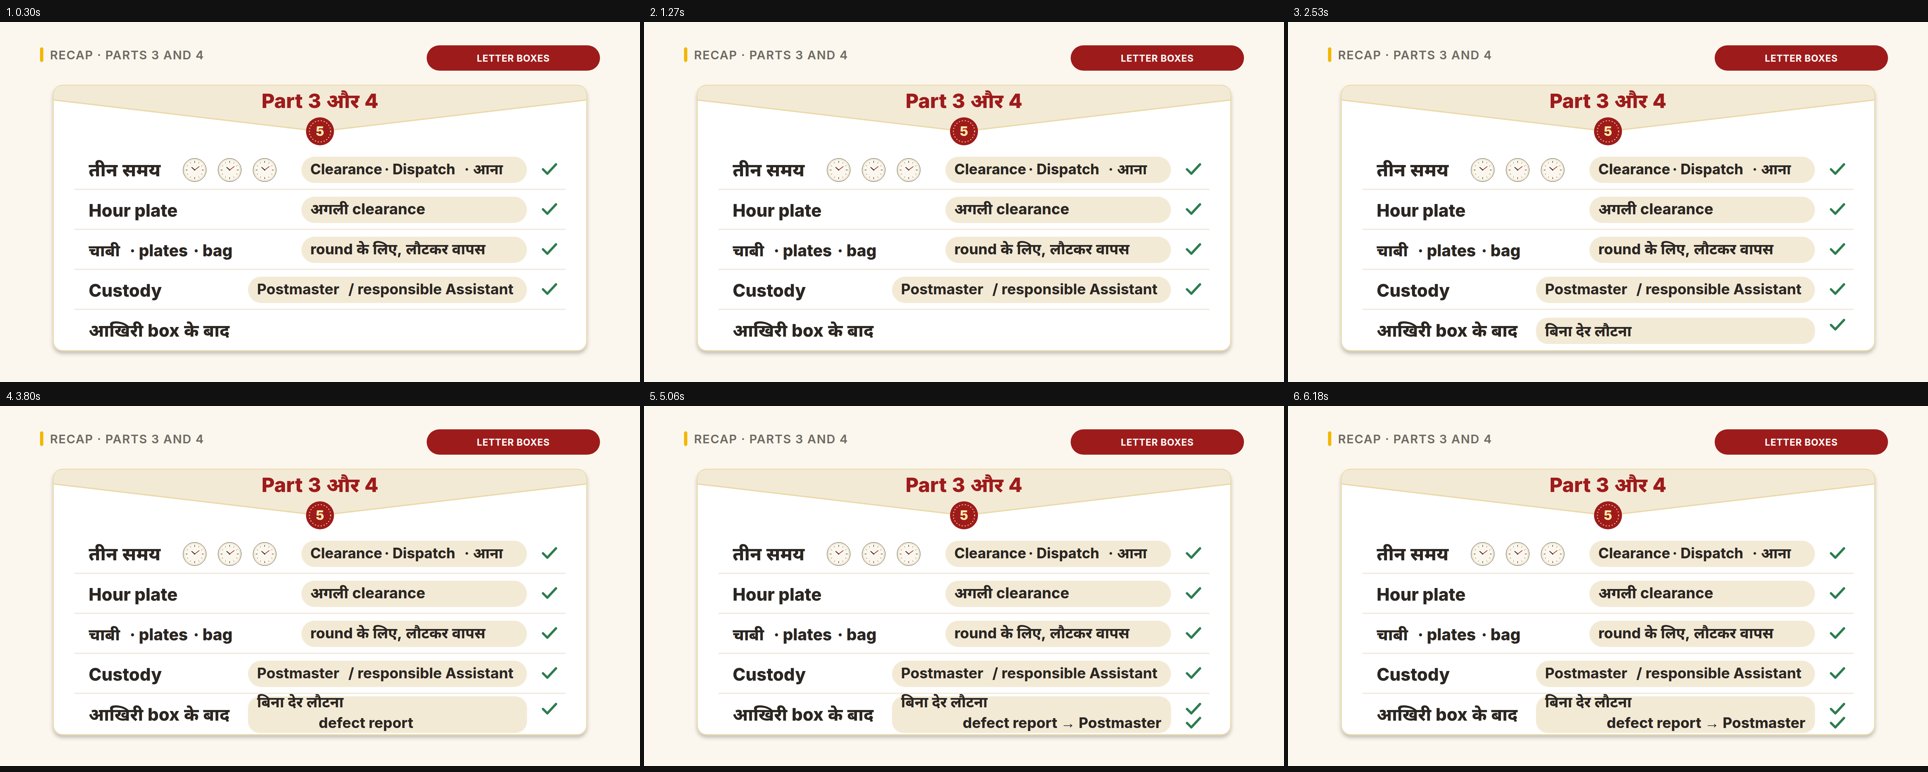 1. 0.30s
RECAP · PARTS 3 AND 4
LETTER BOXES
Part 3 और 4
5
तीन समय Clearance · Dispatch · आना
Hour plate अगली clearance
चाबी · plates · bag round के लिए, लौटकर वापस
Custody Postmaster / responsible Assistant
आखिरी box के बाद
2. 1.27s
RECAP · PARTS 3 AND 4
LETTER BOXES
Part 3 और 4
5
तीन समय Clearance · Dispatch · आना
Hour plate अगली clearance
चाबी · plates · bag round के लिए, लौटकर वापस
Custody Postmaster / responsible Assistant
आखिरी box के बाद
3. 2.53s
RECAP · PARTS 3 AND 4
LETTER BOXES
Part 3 और 4
5
तीन समय Clearance · Dispatch · आना
Hour plate अगली clearance
चाबी · plates · bag round के लिए, लौटकर वापस
Custody Postmaster / responsible Assistant
आखिरी box के बाद बिना देर लौटना
4. 3.80s
RECAP · PARTS 3 AND 4
LETTER BOXES
Part 3 और 4
5
तीन समय Clearance · Dispatch · आना
Hour plate अगली clearance
चाबी · plates · bag round के लिए, लौटकर वापस
Custody Postmaster / responsible Assistant
आखिरी box के बाद बिना देर लौटना
defect report
5. 5.06s
RECAP · PARTS 3 AND 4
LETTER BOXES
Part 3 और 4
5
तीन समय Clearance · Dispatch · आना
Hour plate अगली clearance
चाबी · plates · bag round के लिए, लौटकर वापस
Custody Postmaster / responsible Assistant
आखिरी box के बाद बिना देर लौटना
defect report → Postmaster
6. 6.18s
RECAP · PARTS 3 AND 4
LETTER BOXES
Part 3 और 4
5
तीन समय Clearance · Dispatch · आना
Hour plate अगली clearance
चाबी · plates · bag round के लिए, लौटकर वापस
Custody Postmaster / responsible Assistant
आखिरी box के बाद बिना देर लौटना
defect report → Postmaster